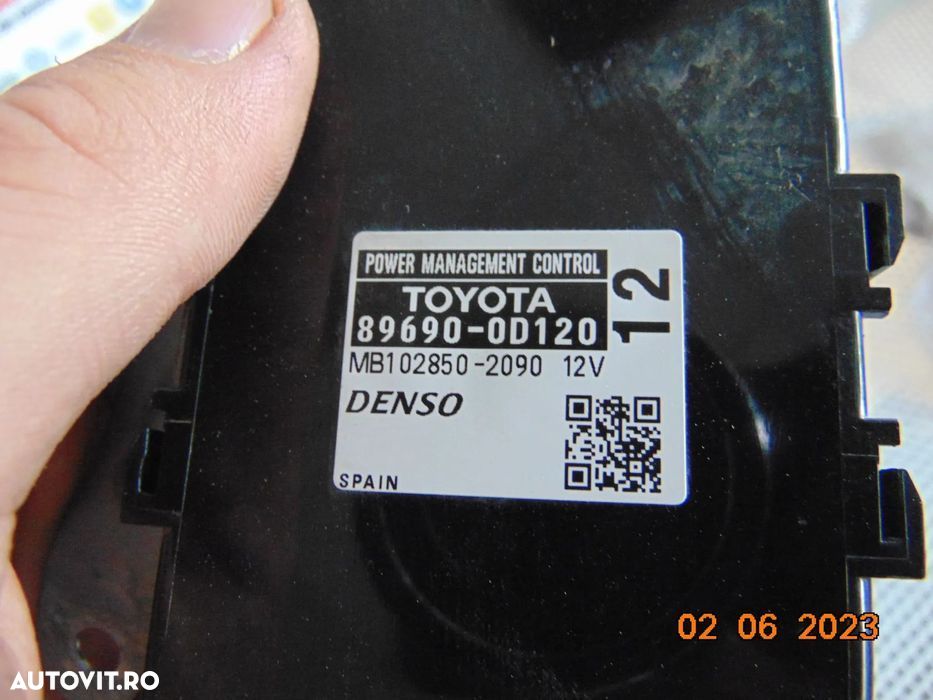 POWER MANAGEMENT CONTROL
TOYOTA
89690-0D120
12
MB102850-2090 12V
DENSO
SPAIN
02 06 2023
AUTOVIT.RO